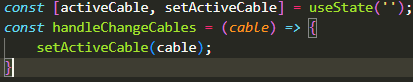 const [activeCable, setActiveCable] = useState('');
const handleChangeCables = (cable) => {
    setActiveCable(cable);
}